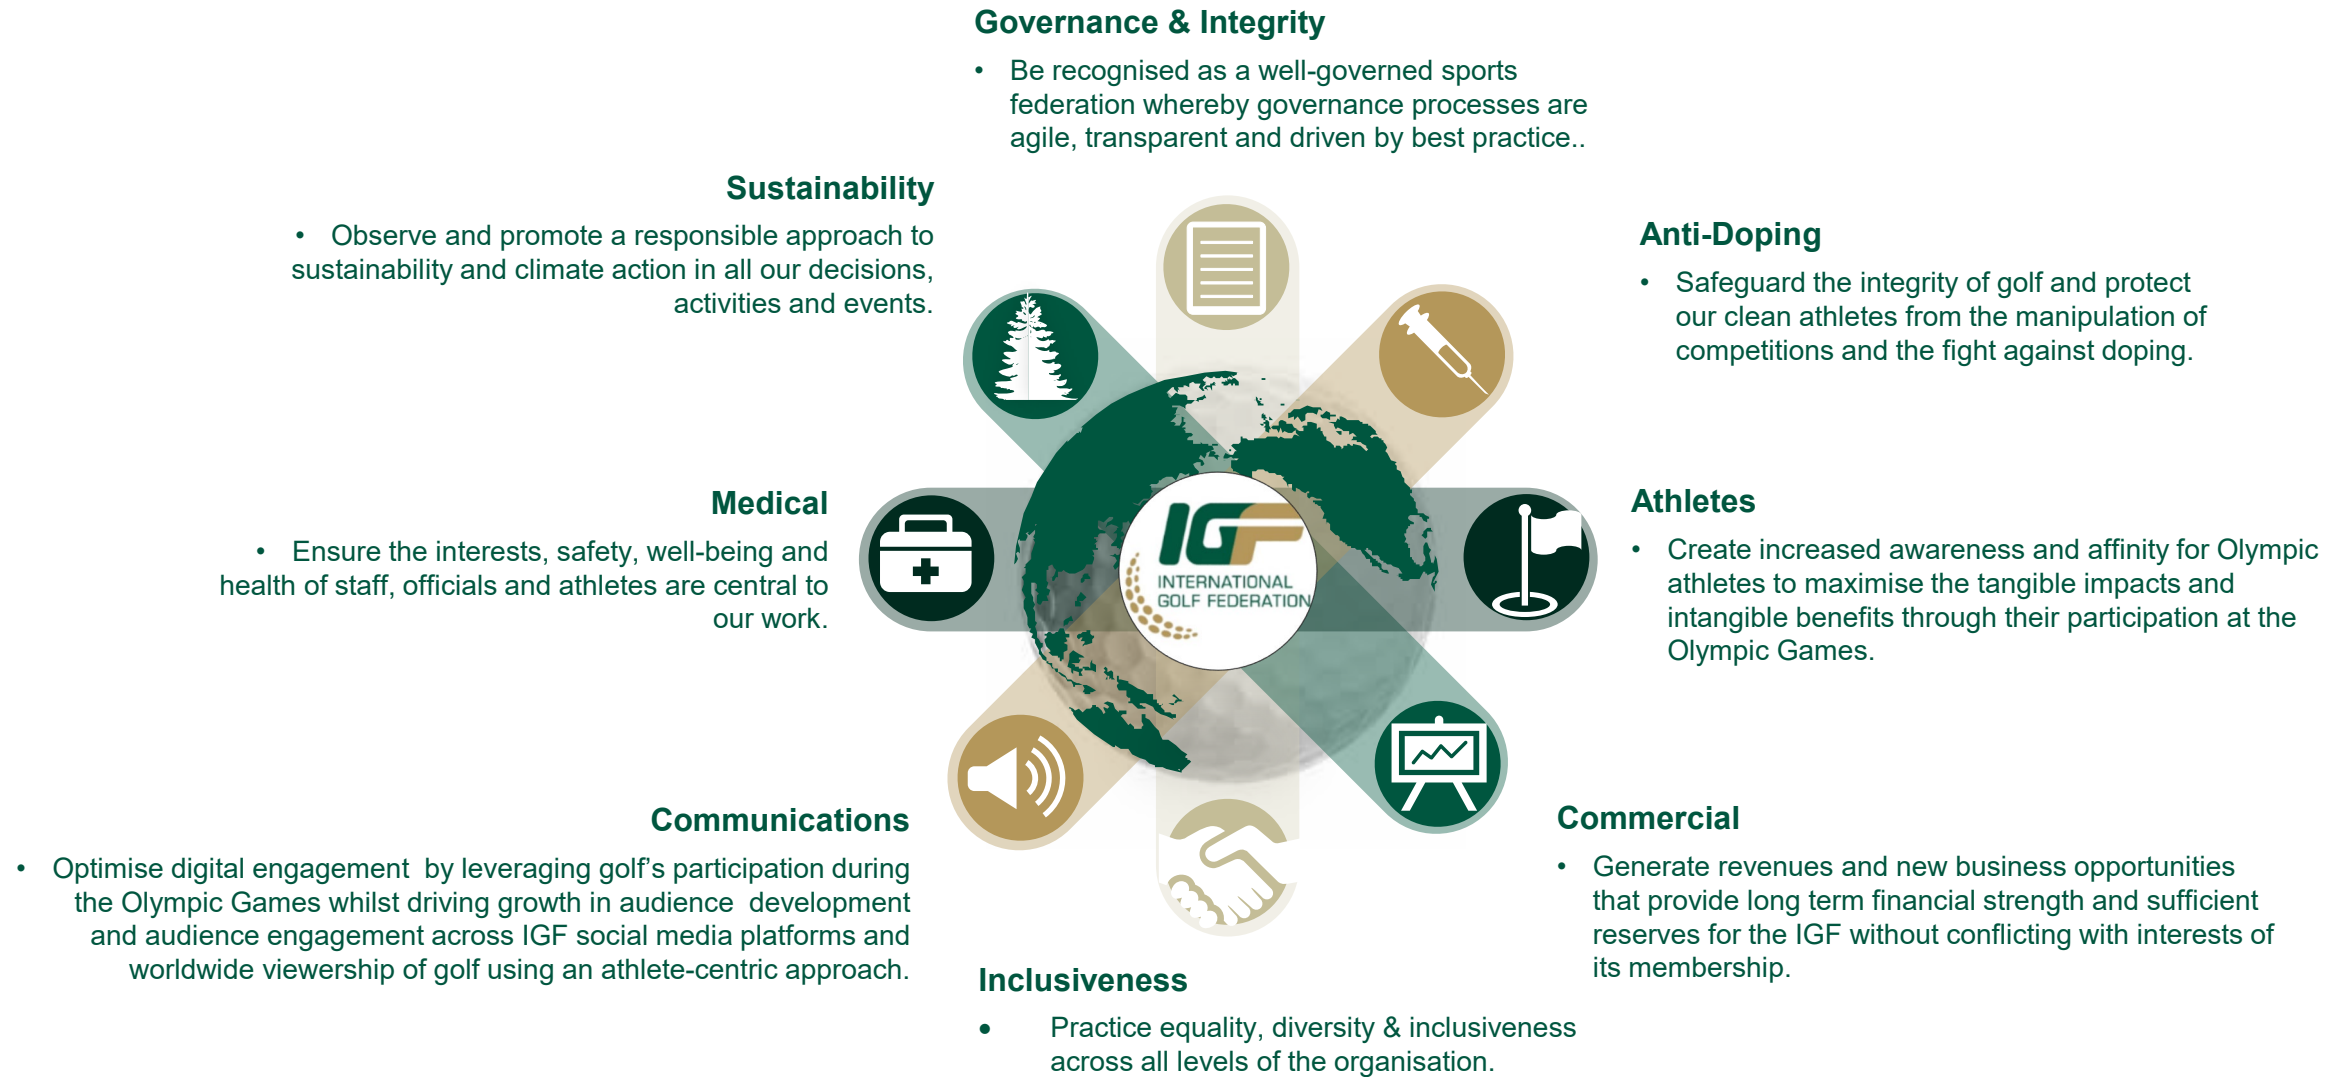 Governance & Integrity
• Be recognised as a well-governed sports
federation whereby governance processes are
agile, transparent and driven by best practice..
Sustainability
• Observe and promote a responsible approach to
sustainability and climate action in all our decisions,
activities and events.
Anti-Doping
• Safeguard the integrity of golf and protect
our clean athletes from the manipulation of
competitions and the fight against doping.
Medical
• Ensure the interests, safety, well-being and
health of staff, officials and athletes are central to
our work.
IGF
INTERNATIONAL
GOLF FEDERATION
Athletes
• Create increased awareness and affinity for Olympic
athletes to maximise the tangible impacts and
intangible benefits through their participation at the
Olympic Games.
Communications
• Optimise digital engagement  by leveraging golf’s participation during
the Olympic Games whilst driving growth in audience  development
and audience engagement across IGF social media platforms and
worldwide viewership of golf using an athlete-centric approach.
Commercial
• Generate revenues and new business opportunities
that provide long term financial strength and sufficient
reserves for the IGF without conflicting with interests of
its membership.
Inclusiveness
• Practice equality, diversity & inclusiveness
across all levels of the organisation.